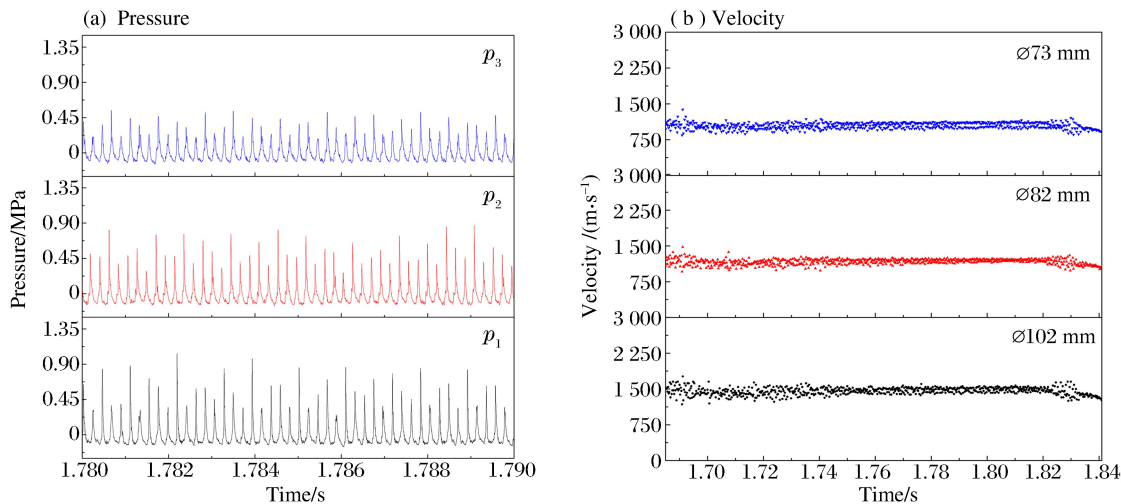 (a) Pressure
1.35
0.90
0.45
0
p3
1.35
0.90
0.45
0
p2
1.35
0.90
0.45
0
p1
Pressure/MPa
1.780 1.782 1.784 1.786 1.788 1.790
Time/s
( b ) Velocity
3 000
2 250
1 500
750
3 000
Ø73 mm
2 250
1 500
750
3 000
Ø82 mm
2 250
1 500
750
0
Ø102 mm
Velocity /(m·s⁻¹)
1.70 1.72 1.74 1.76 1.78 1.80 1.82 1.84
Time/s